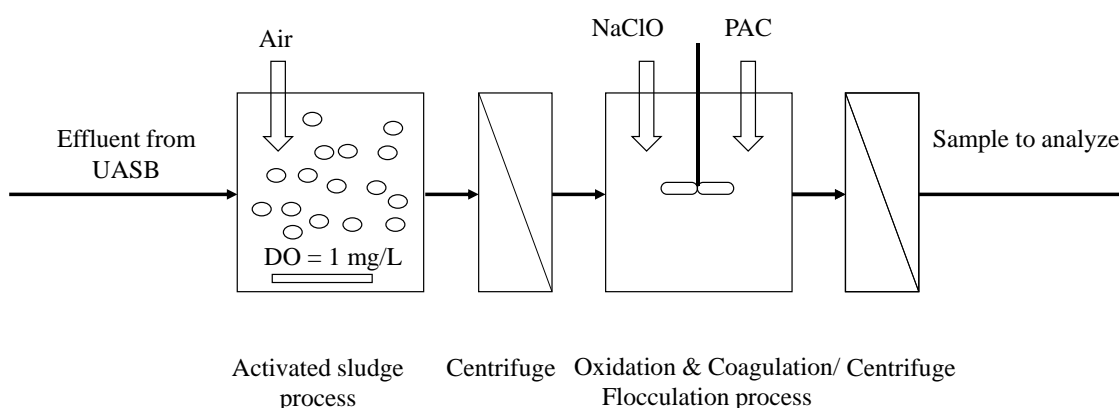 Air
NaClO
PAC
Effluent from
UASB
Sample to analyze
DO = 1 mg/L
Activated sludge
process
Centrifuge
Oxidation & Coagulation/
Flocculation process
Centrifuge